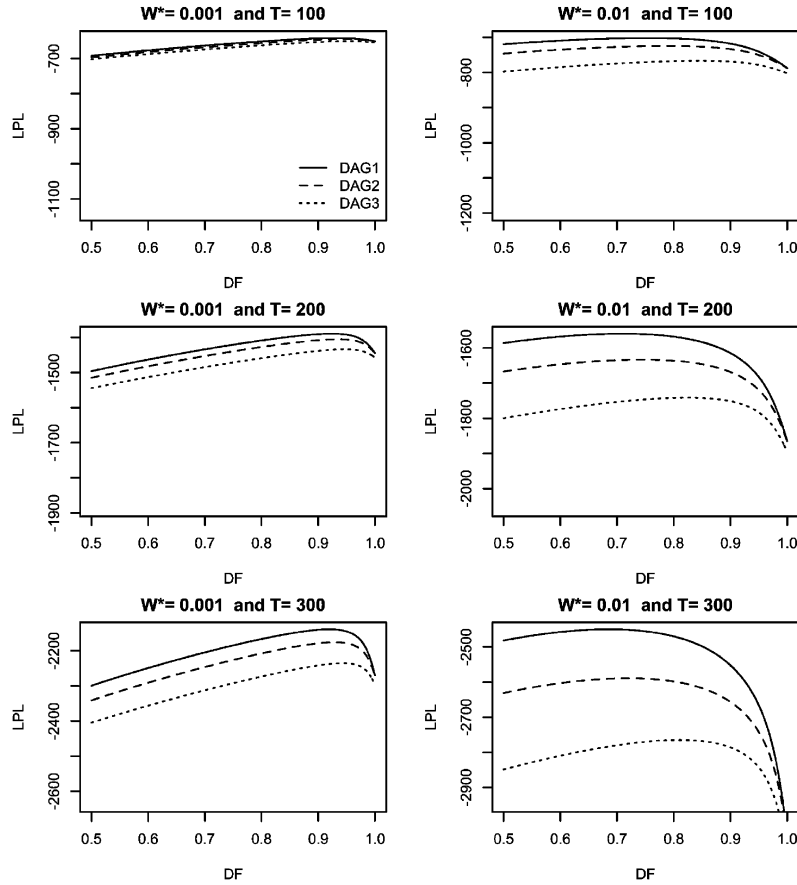 W*= 0.001 and T= 100
LPL
-700
-900
-1100
DAG1
DAG2
DAG3
0.5 0.6 0.7 0.8 0.9 1.0
DF
W*= 0.01 and T= 100
LPL
-800
-1000
-1200
0.5 0.6 0.7 0.8 0.9 1.0
DF
W*= 0.001 and T= 200
LPL
-1500
-1700
-1900
0.5 0.6 0.7 0.8 0.9 1.0
DF
W*= 0.01 and T= 200
LPL
-1600
-1800
-2000
0.5 0.6 0.7 0.8 0.9 1.0
DF
W*= 0.001 and T= 300
LPL
-2200
-2400
-2600
0.5 0.6 0.7 0.8 0.9 1.0
DF
W*= 0.01 and T= 300
LPL
-2500
-2700
-2900
0.5 0.6 0.7 0.8 0.9 1.0
DF